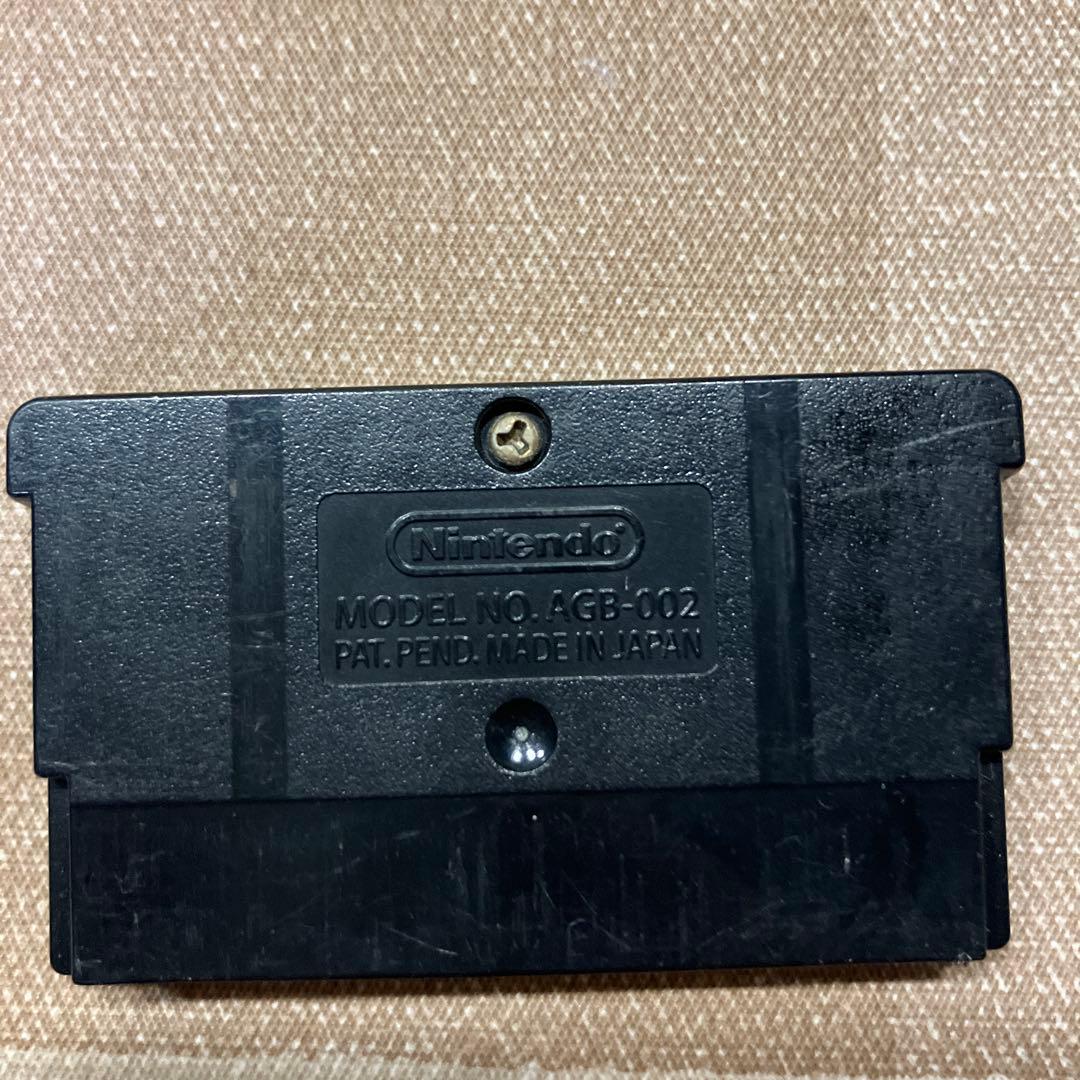 Nintendo
MODEL NO. AGB-002
PAT. PEND. MADE IN JAPAN